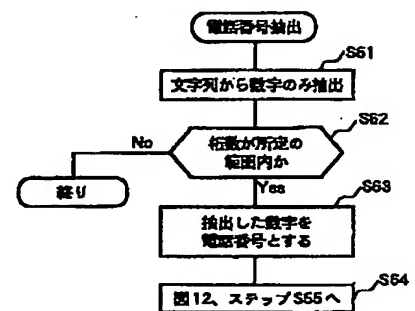 電話番号抽出
S61
文字列から数字のみ抽出
S62
桁数が所定の
範囲内か
No
Yes
終り
S63
抽出した数字を
電話番号とする
S64
図12、ステップS55へ